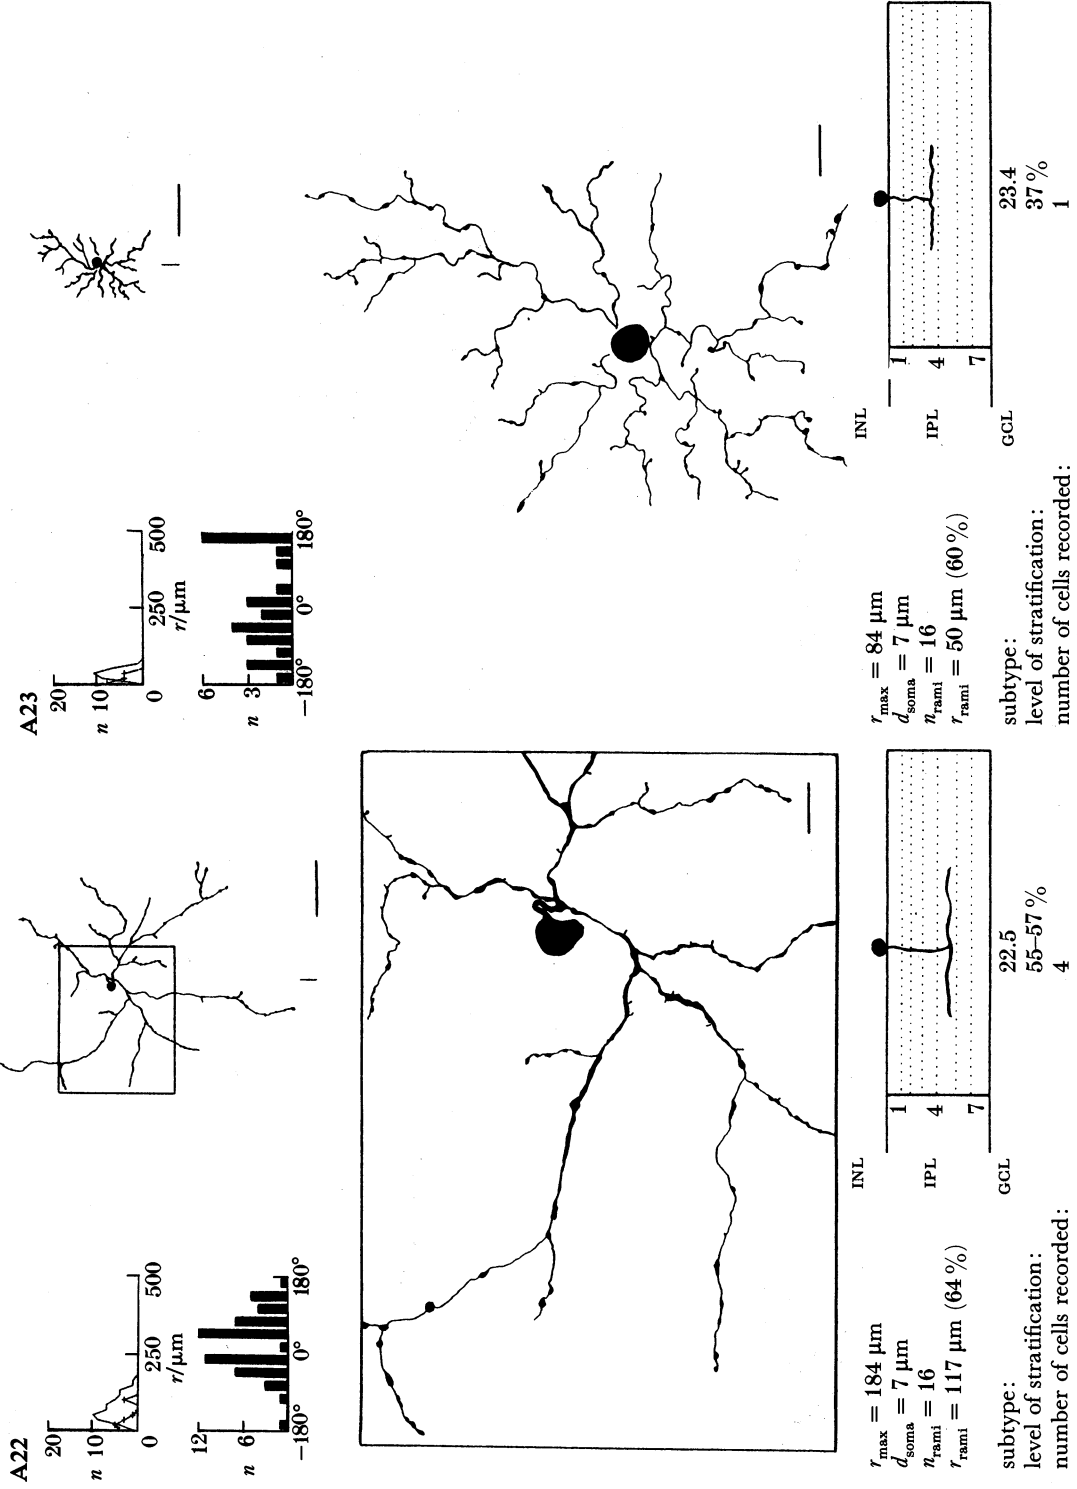 A22
20
10
n
0
250
500
r/μm
12
6
n
−180°
0°
180°
r_max = 184 μm
d_soma = 7 μm
n_rami = 16
r_rami = 117 μm (64 %)
INL
IPL
GCL
1
4
7
subtype: 22.5
level of stratification: 55–57 %
number of cells recorded: 4
A23
20
10
n
0
250
500
r/μm
6
3
n
−180°
0°
180°
r_max = 84 μm
d_soma = 7 μm
n_rami = 16
r_rami = 50 μm (60 %)
INL
IPL
GCL
1
4
7
subtype: 23.4
level of stratification: 37 %
number of cells recorded: 1